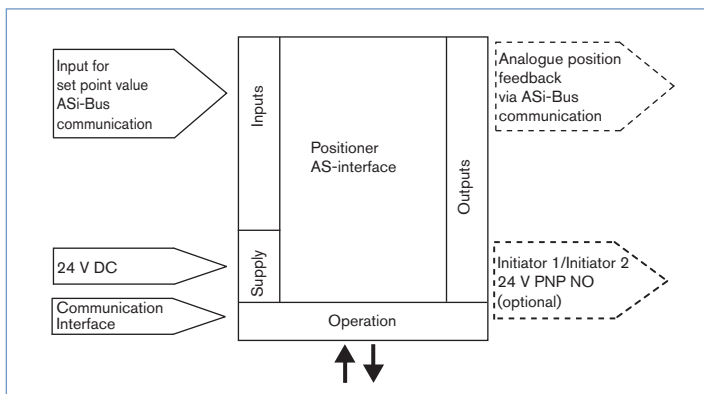 Input for
set point value
ASi-Bus
communication
Inputs
Positioner
AS-interface
Outputs
Analogue position
feedback
via ASi-Bus
communication
24 V DC
Supply
Initiator 1/Initiator 2
24 V PNP NO
(optional)
Communication
Interface
Operation